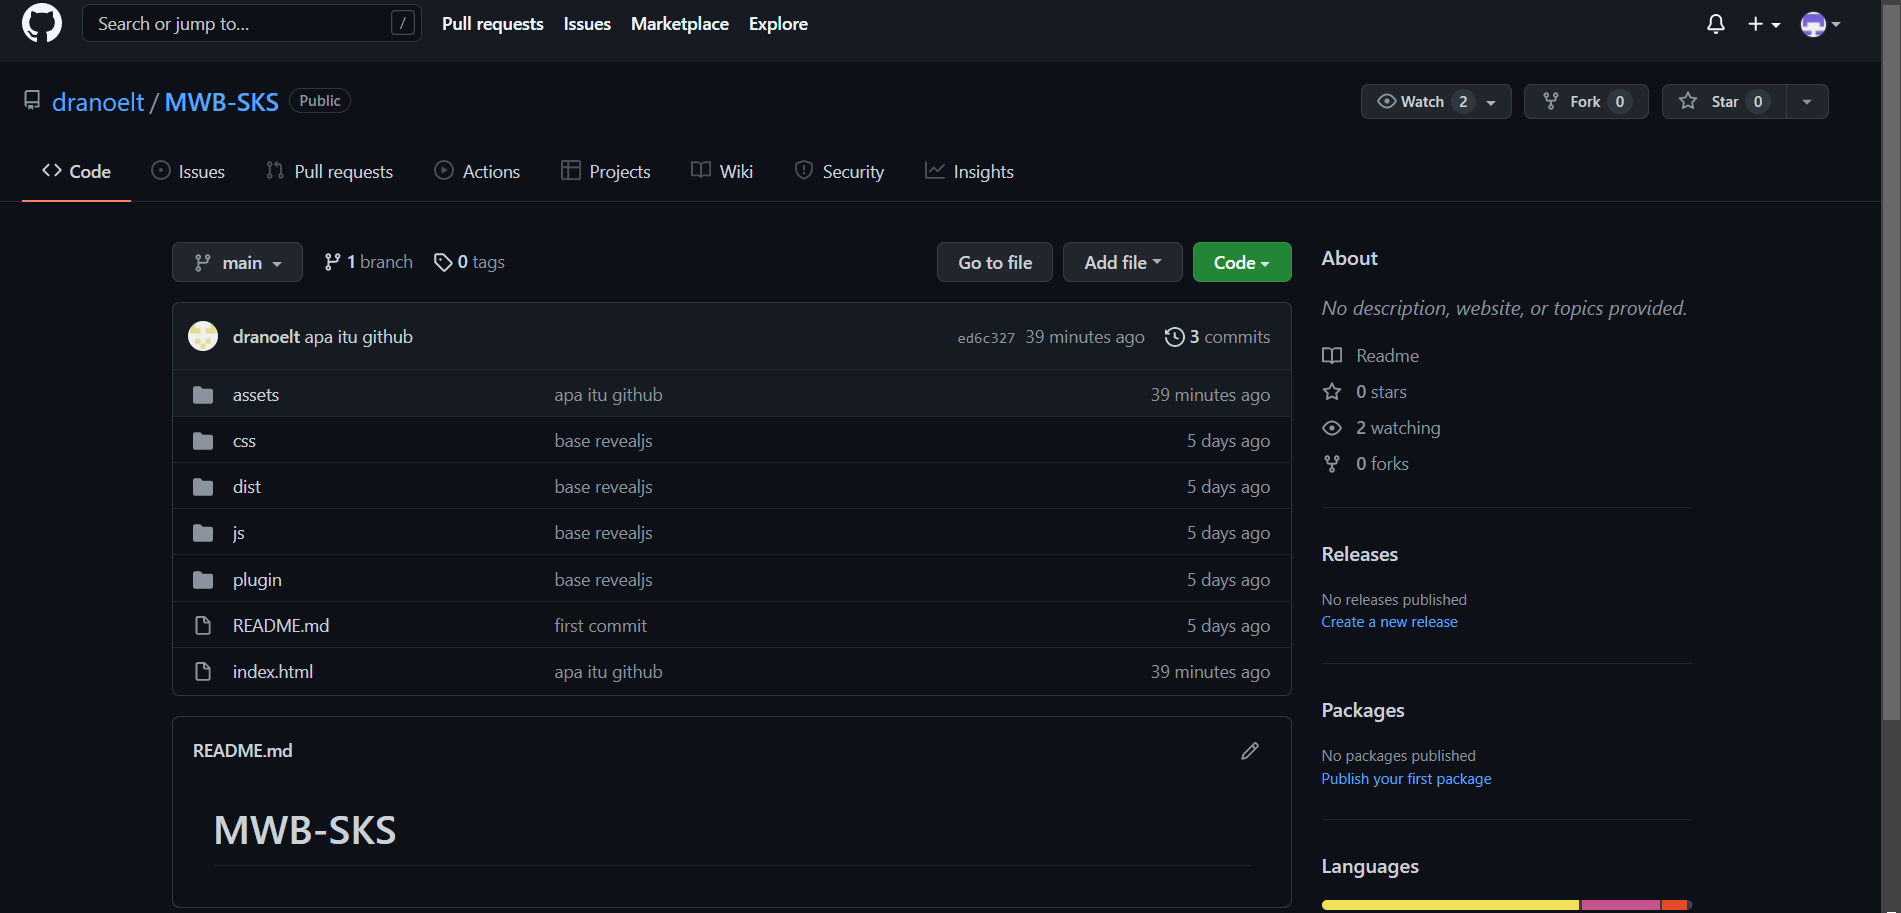 Search or jump to... /
Pull requests Issues Marketplace Explore
dranoelt / MWB-SKS Public
Watch 2 Fork 0 Star 0
Code Issues Pull requests Actions Projects Wiki Security Insights
main 1 branch 0 tags
Go to file Add file Code
dranoelt apa itu github ed6c327 39 minutes ago 3 commits
assets apa itu github 39 minutes ago
css base revealjs 5 days ago
dist base revealjs 5 days ago
js base revealjs 5 days ago
plugin base revealjs 5 days ago
README.md first commit 5 days ago
index.html apa itu github 39 minutes ago
README.md
MWB-SKS
About
No description, website, or topics provided.
Readme
0 stars
2 watching
0 forks
Releases
No releases published
Create a new release
Packages
No packages published
Publish your first package
Languages